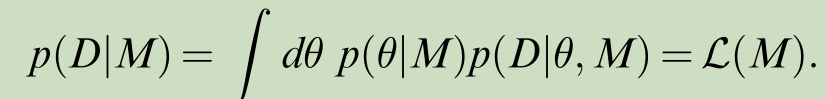 p(D|M) = ∫ dθ p(θ|M)p(D|θ, M) = ℒ(M).